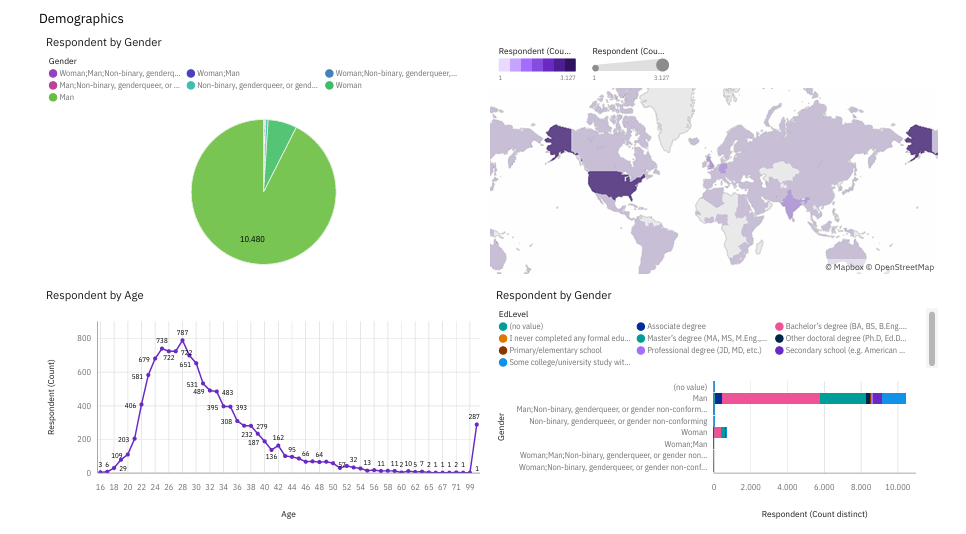 Demographics
Respondent by Gender
Gender
Woman;Man;Non-binary, genderq...
Woman;Man
Woman;Non-binary, genderqueer,...
Man;Non-binary, genderqueer, or ...
Non-binary, genderqueer, or gend...
Woman
Man
10.480
Respondent (Cou...
1 3.127
Respondent (Cou...
1 3.127
© Mapbox © OpenStreetMap
Respondent by Age
Respondent (Count)
800
600
400
200
0
3 6 109 29 203 406 581 679 738 722 787 722 651 531 489 483 395 393 308 232 279 187 136 162 95 66 64 32 13 11 11 2 10 5 7 2 1 1 2 1 287 1
16 18 20 22 24 26 28 30 32 34 36 38 40 42 44 46 48 50 52 54 56 58 60 62 65 67 71 99
Age
Respondent by Gender
EdLevel
(no value)
Associate degree
Bachelor's degree (BA, BS, B.Eng....
I never completed any formal edu...
Master's degree (MA, MS, M.Eng.,...
Other doctoral degree (Ph.D, Ed.D...
Primary/elementary school
Professional degree (JD, MD, etc.)
Secondary school (e.g. American ...
Some college/university study wit...
Gender
(no value)
Man
Man;Non-binary, genderqueer, or gender non-conform...
Non-binary, genderqueer, or gender non-conforming
Woman
Woman;Man
Woman;Man;Non-binary, genderqueer, or gender non...
Woman;Non-binary, genderqueer, or gender non-conf...
0 2.000 4.000 6.000 8.000 10.000
Respondent (Count distinct)